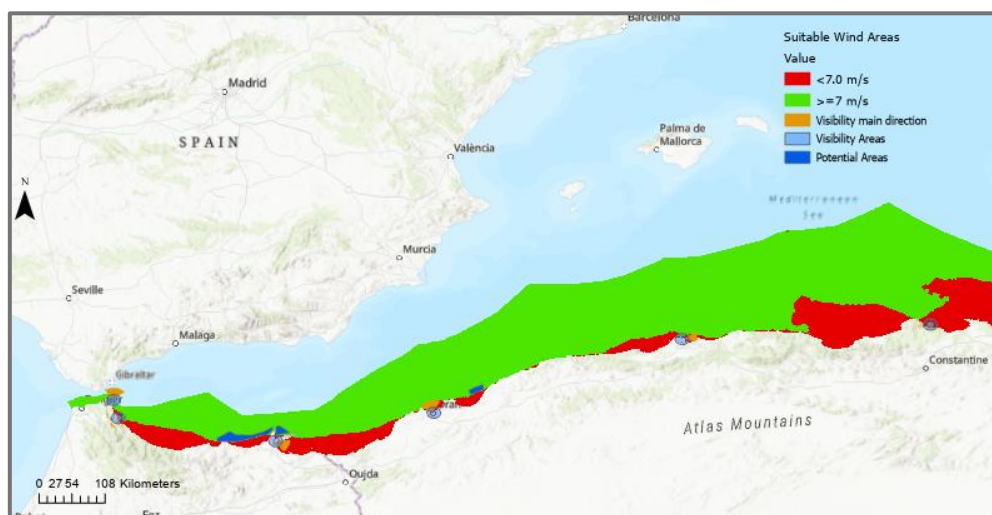 Barcelona
Suitable Wind Areas
Value
<7.0 m/s
>=7 m/s
Visibility main direction
Visibility Areas
Potential Areas
Madrid
SPAIN
Palma de
Mallorca
València
N
Mediterranean
Sea
Murcia
Seville
Malaga
Gibraltar
Constantine
Atlas Mountains
Oujda
0 27 54 108 Kilometers